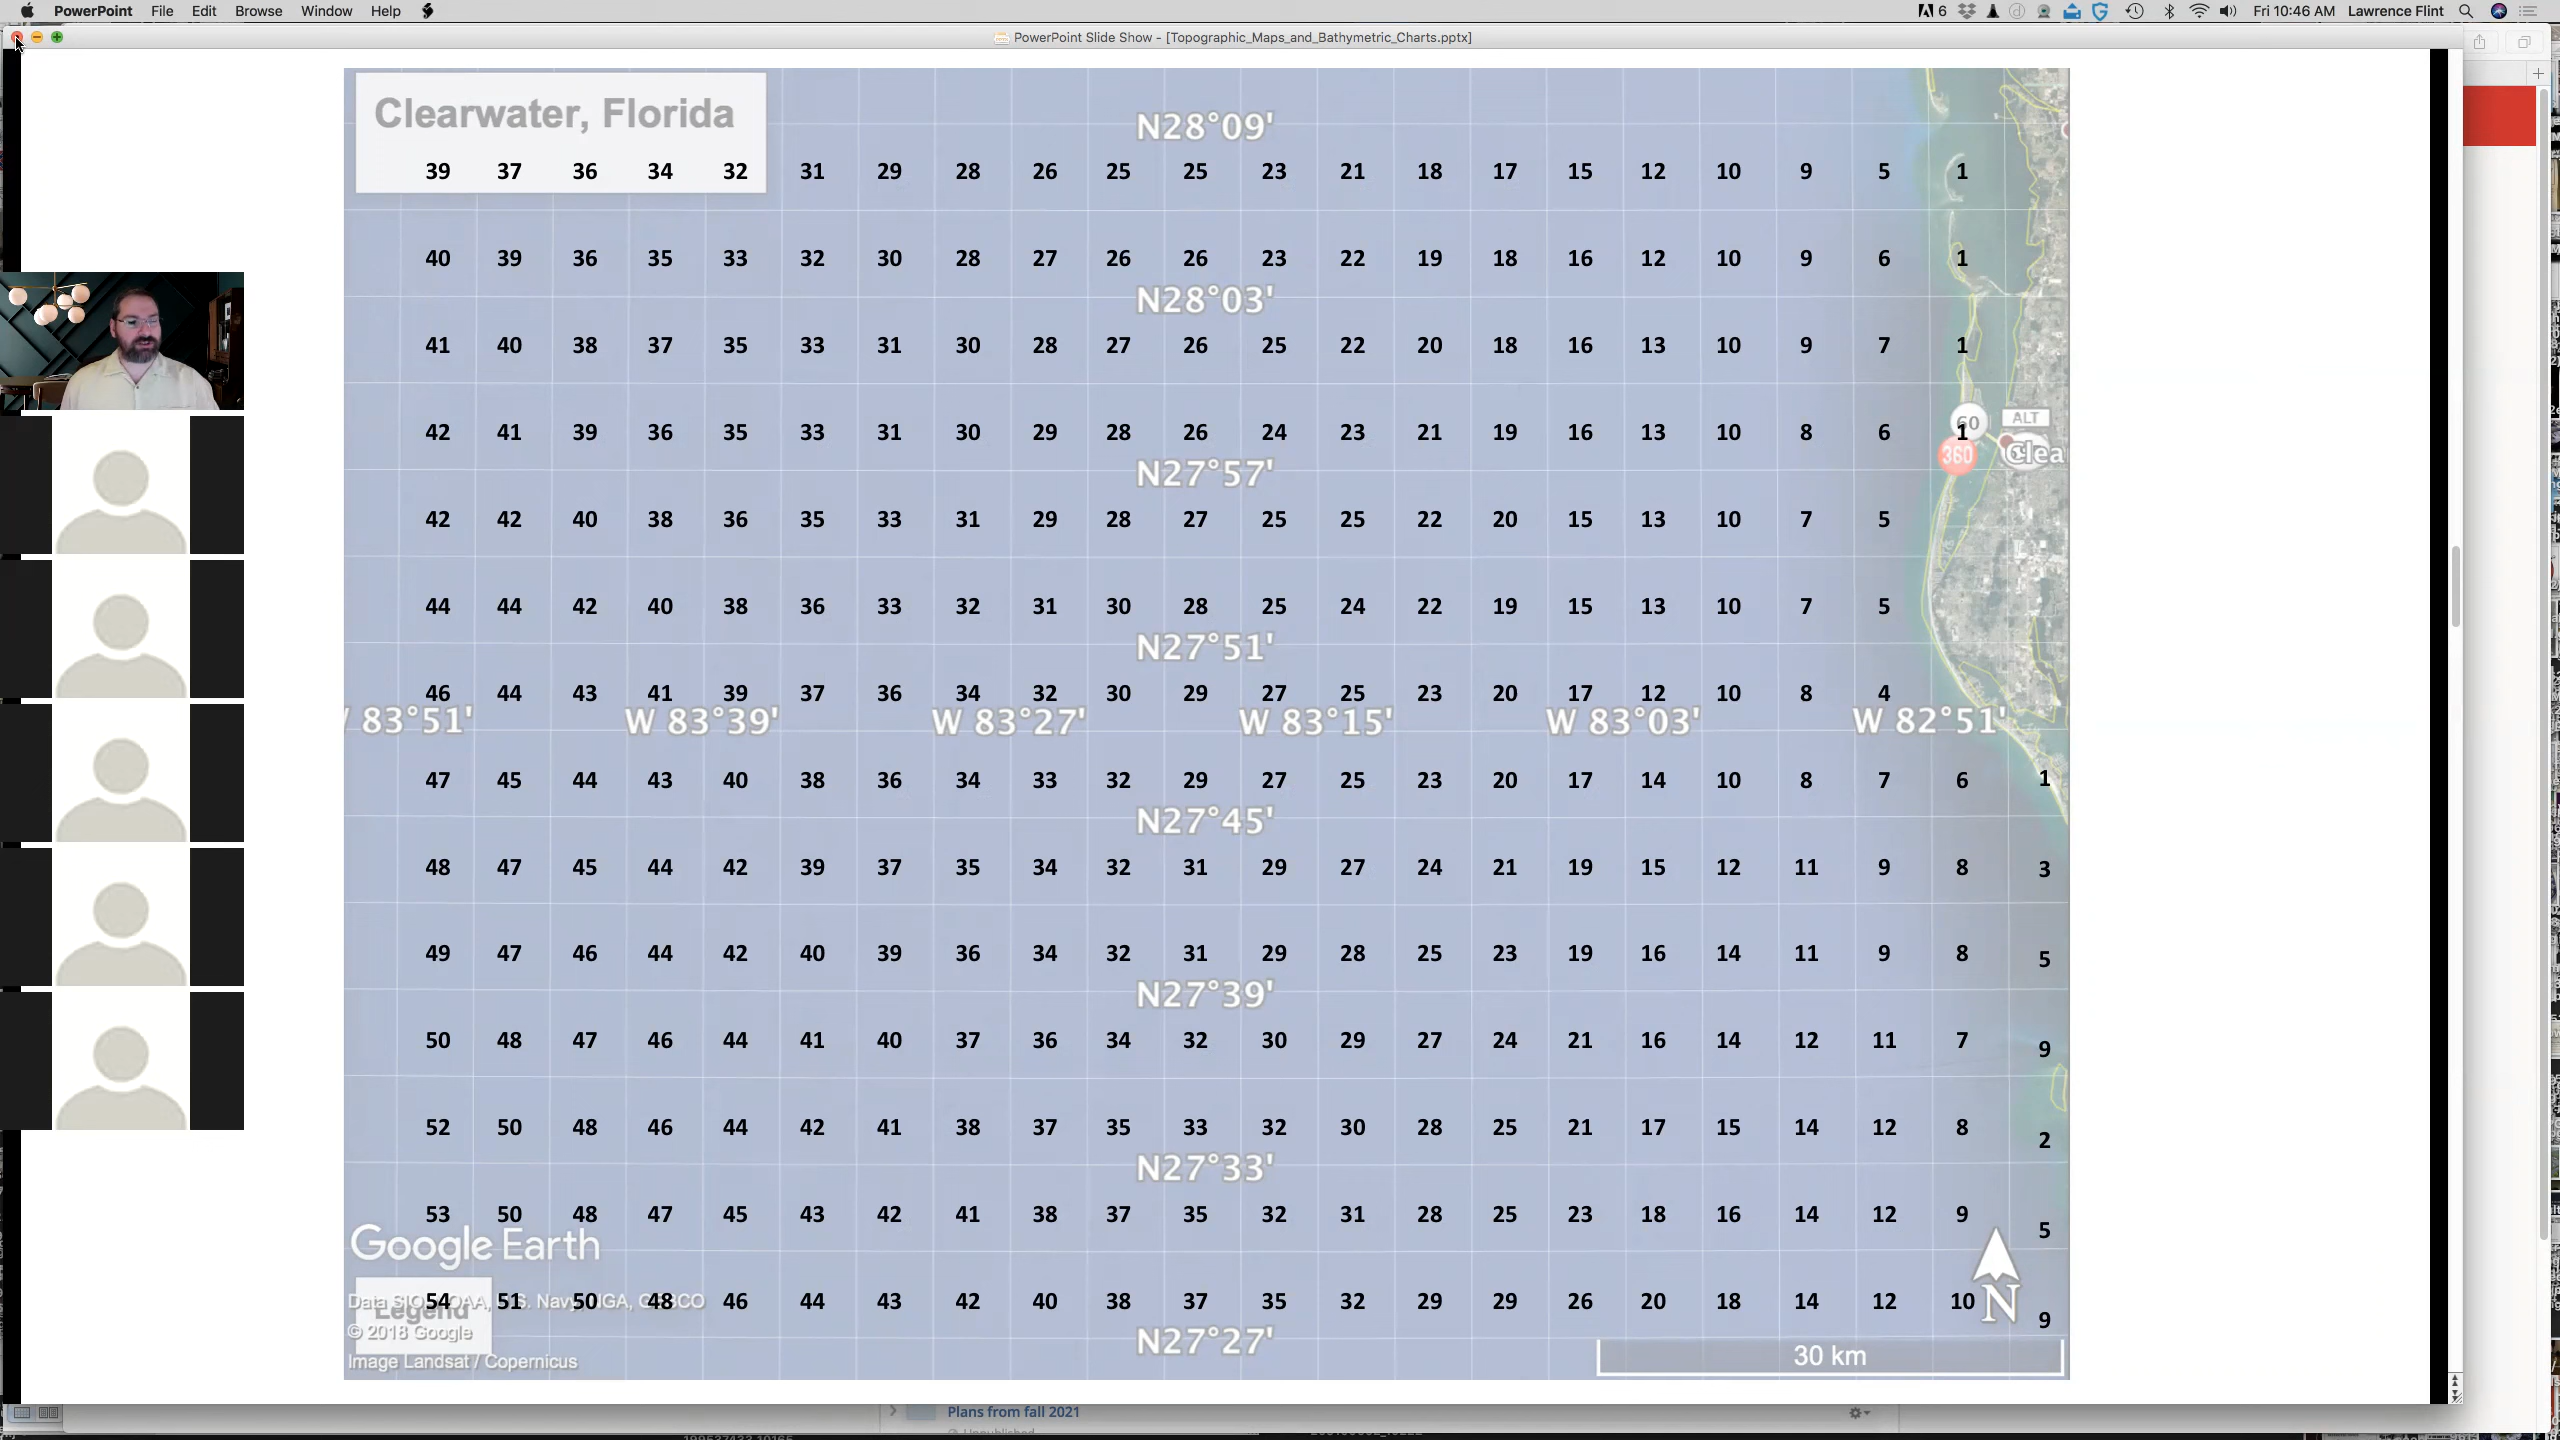 PowerPoint File Edit Browse Window Help
6 Fri 10:46 AM Lawrence Flint
PowerPoint Slide Show - [Topographic_Maps_and_Bathymetric_Charts.pptx]
Clearwater, Florida
N28°09'
39 37 36 34 32 31 29 28 26 25 25 23 21 18 17 15 12 10 9 5 1
40 39 36 35 33 32 30 28 27 26 26 23 22 19 18 16 12 10 9 6 1
N28°03'
41 40 38 37 35 33 31 30 28 27 26 25 22 20 18 16 13 10 9 7 1
60 ALT
42 41 39 36 35 33 31 30 29 28 26 24 23 21 19 16 13 10 8 6 1
360 Clea
N27°57'
42 42 40 38 36 35 33 31 29 28 27 25 25 22 20 15 13 10 7 5
44 44 42 40 38 36 33 32 31 30 28 25 24 22 19 15 13 10 7 5
N27°51'
46 44 43 41 39 37 36 34 32 30 29 27 25 23 20 17 12 10 8 4
83°51' W 83°39' W 83°27' W 83°15' W 83°03' W 82°51'
47 45 44 43 40 38 36 34 33 32 29 27 25 23 20 17 14 10 8 7 6 1
N27°45'
48 47 45 44 42 39 37 35 34 32 31 29 27 24 21 19 15 12 11 9 8 3
49 47 46 44 42 40 39 36 34 32 31 29 28 25 23 19 16 14 11 9 8 5
N27°39'
50 48 47 46 44 41 40 37 36 34 32 30 29 27 24 21 16 14 12 11 7 9
52 50 48 46 44 42 41 38 37 35 33 32 30 28 25 21 17 15 14 12 8 2
N27°33'
53 50 48 47 45 43 42 41 38 37 35 32 31 28 25 23 18 16 14 12 9 5
Google Earth
54 51 50 48 46 44 43 42 40 38 37 35 32 29 29 26 20 18 14 12 10 9
N
Legend
© 2018 Google
N27°27'
Image Landsat / Copernicus
30 km
Plans from fall 2021